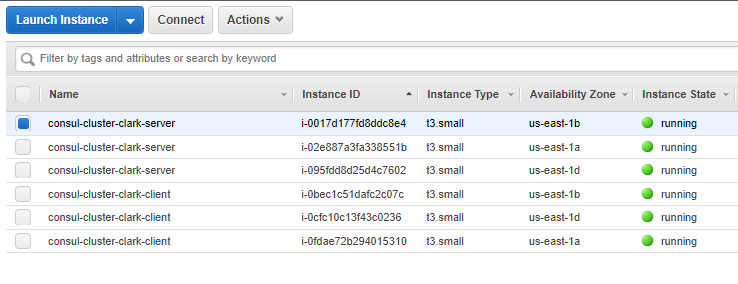 Launch Instance Connect Actions
Filter by tags and attributes or search by keyword
Name Instance ID Instance Type Availability Zone Instance State
consul-cluster-clark-server i-0017d177fd8ddc8e4 t3.small us-east-1b running
consul-cluster-clark-server i-02e887a3fa338551b t3.small us-east-1a running
consul-cluster-clark-server i-095fdd8d25d4c7602 t3.small us-east-1d running
consul-cluster-clark-client i-0bec1c51dafc2c07c t3.small us-east-1b running
consul-cluster-clark-client i-0cfc10c13f43c0236 t3.small us-east-1d running
consul-cluster-clark-client i-0fdae72b294015310 t3.small us-east-1a running